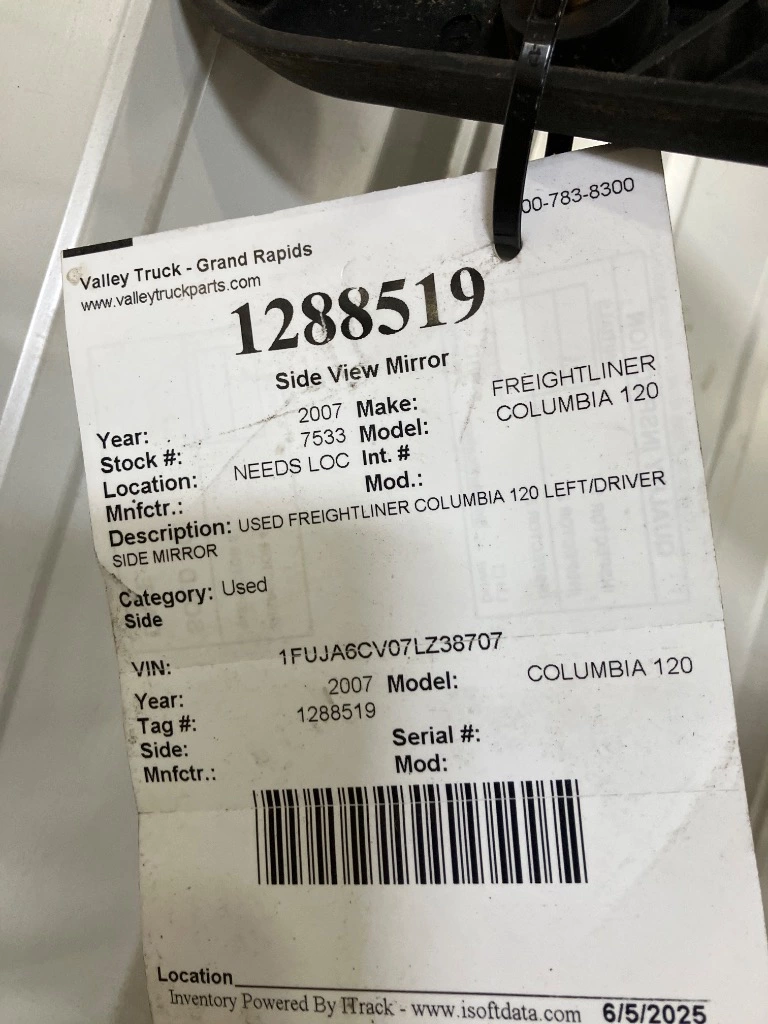 00-783-8300
Valley Truck - Grand Rapids
www.valleytruckparts.com
1288519
Side View Mirror
Year: 2007 Make: FREIGHTLINER
Stock #: 7533 Model: COLUMBIA 120
Location: NEEDS LOC Int. #
Mnfctr.: Mod.:
Description: USED FREIGHTLINER COLUMBIA 120 LEFT/DRIVER
SIDE MIRROR
Category: Used
Side
VIN: 1FUJA6CV07LZ38707
Year: 2007 Model: COLUMBIA 120
Tag #: 1288519
Side: Serial #:
Mnfctr.: Mod:
Location
Inventory Powered By ITrack - www.isoftdata.com 6/5/2025